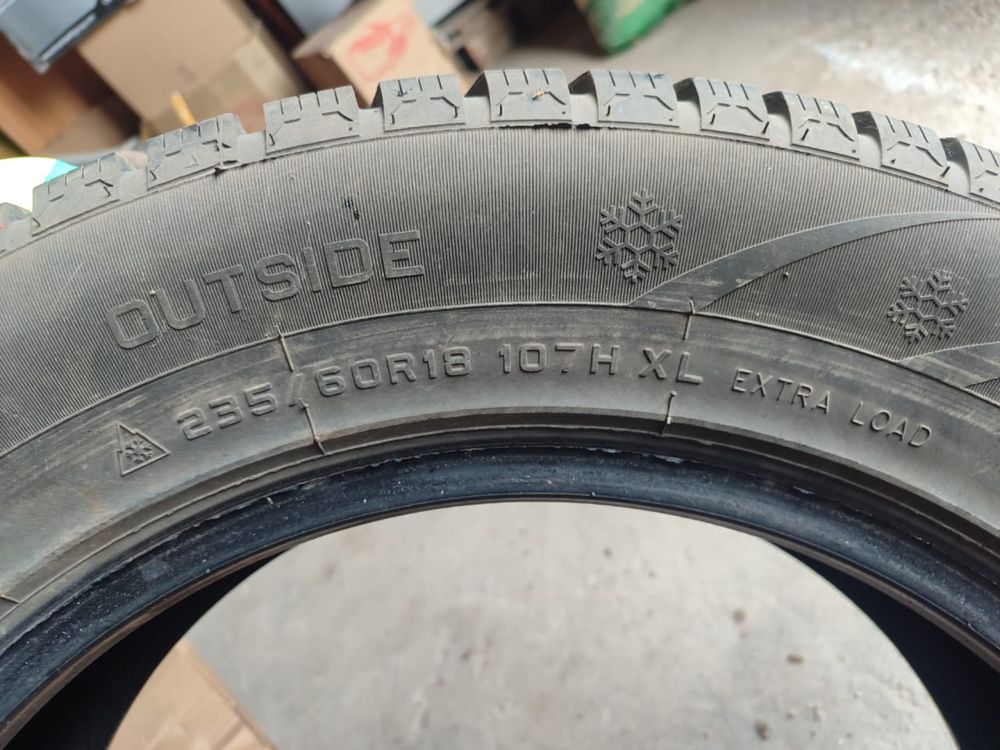 OUTSIDE
235/60R18 107H XL EXTRA LOAD